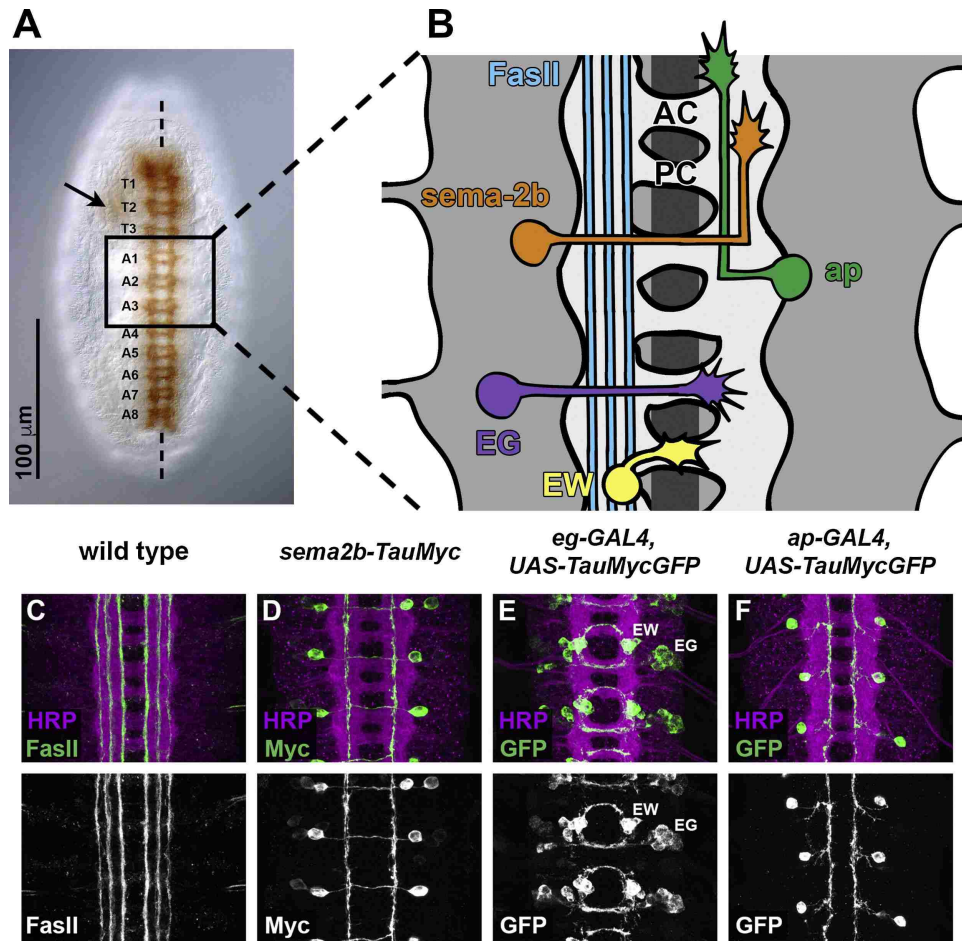 A
T1
T2
T3
A1
A2
A3
A4
A5
A6
A7
A8
100 μm
B
FasII
AC
PC
sema-2b
ap
EG
EW
wild type
sema2b-TauMyc
eg-GAL4,
UAS-TauMycGFP
ap-GAL4,
UAS-TauMycGFP
C
HRP
FasII
D
HRP
Myc
E
EW
EG
HRP
GFP
F
HRP
GFP
FasII
Myc
EW
EG
GFP
GFP